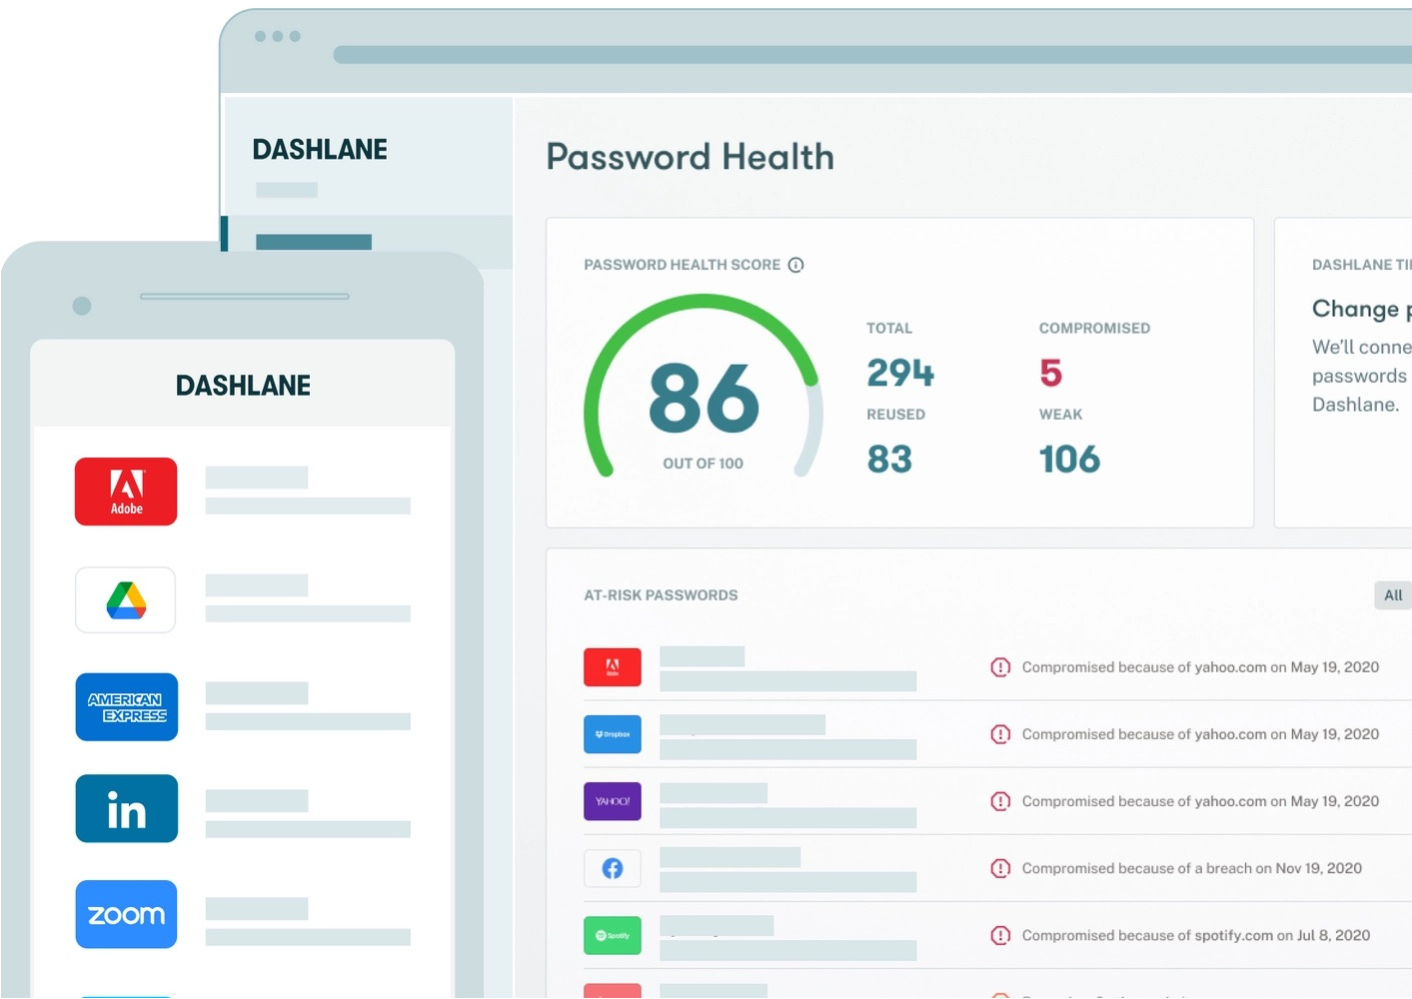 DASHLANE
Password Health
PASSWORD HEALTH SCORE
86
OUT OF 100
TOTAL
294
COMPROMISED
5
REUSED
83
WEAK
106
DASHLANE
Change
We'll conne
passwords
Dashlane.
AT-RISK PASSWORDS
All
Compromised because of yahoo.com on May 19, 2020
Dropbox
Compromised because of yahoo.com on May 19, 2020
YAHOO!
Compromised because of yahoo.com on May 19, 2020
Compromised because of a breach on Nov 19, 2020
Spotify
Compromised because of spotify.com on Jul 8, 2020
DASHLANE
Adobe
AMERICAN
EXPRESS
in
zoom